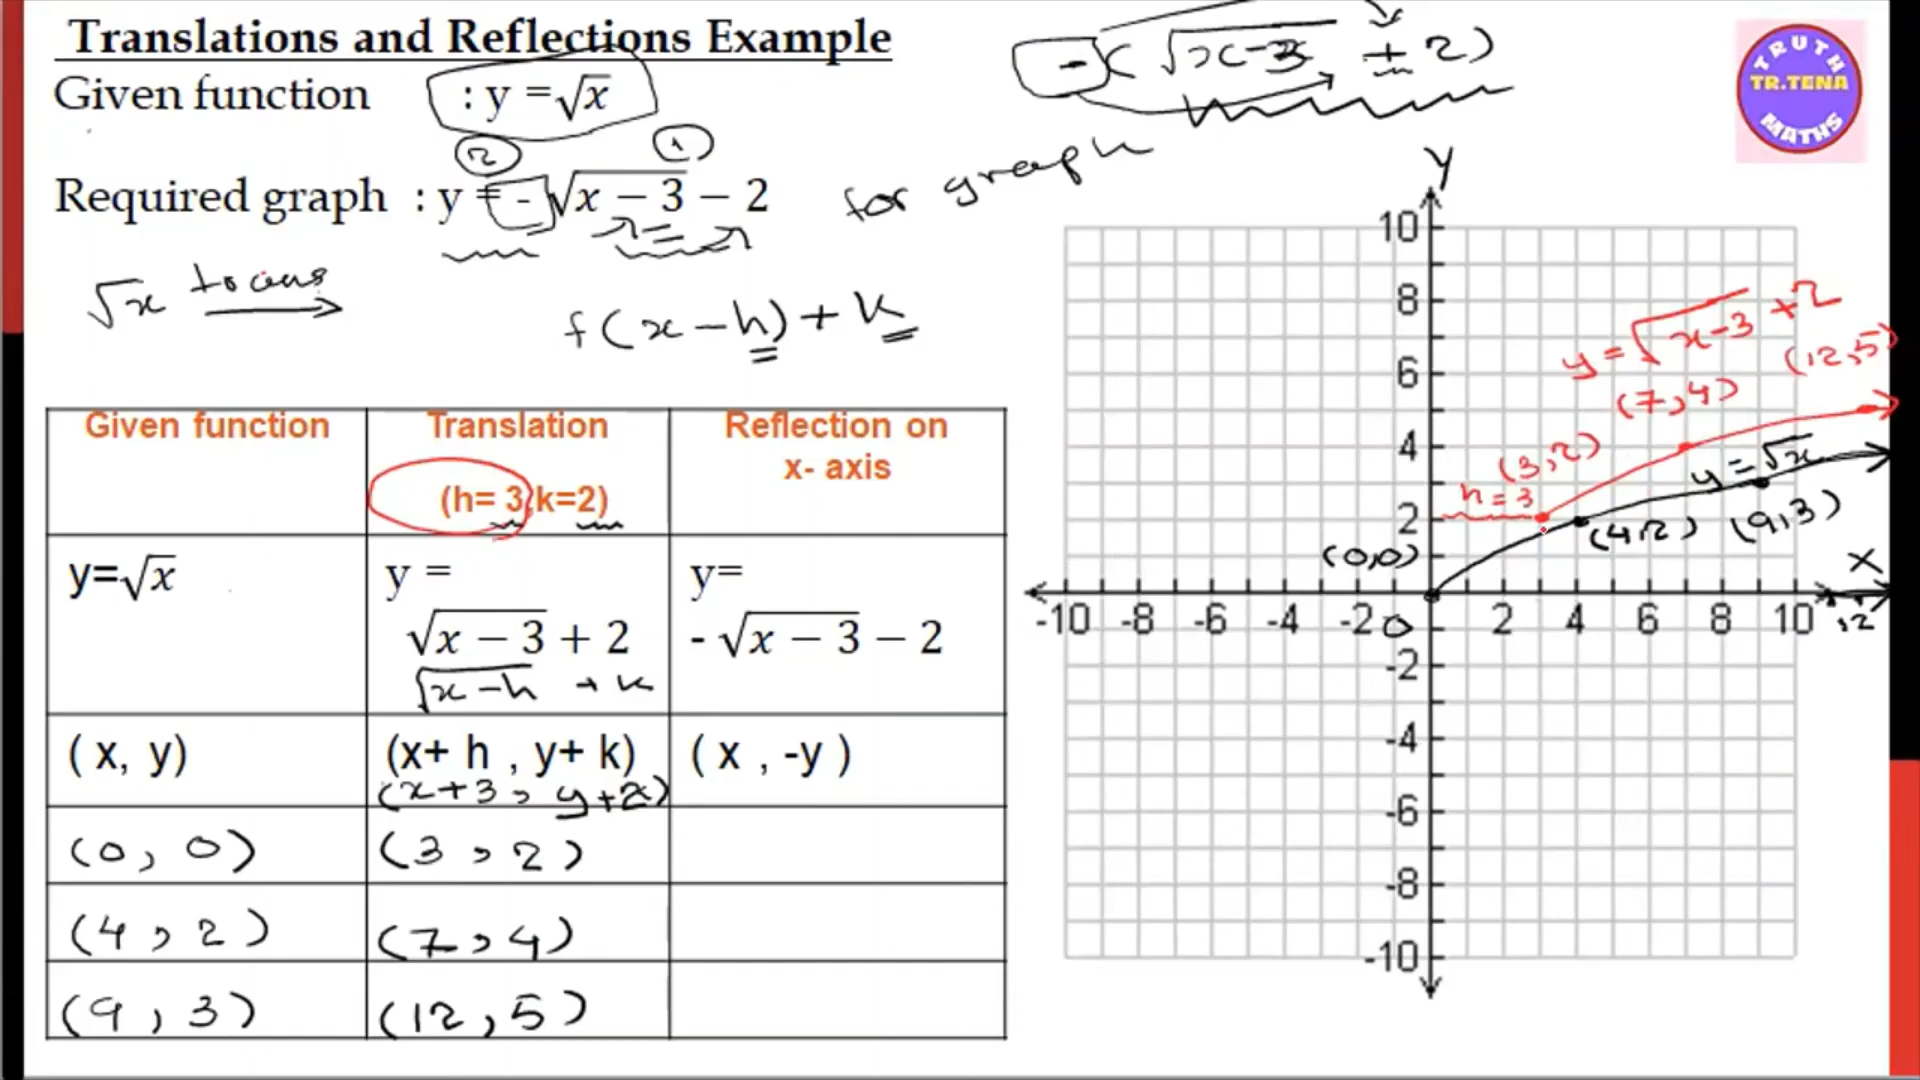 Translations and Reflections Example
-(√x-3 + 2)
TRUTH
TR.TENA
MATHS
Given function : y =√x
② ①
for graph
Required graph : y = -√x − 3 − 2
√x
f(x-h)+k
Given function
Translation
(h= 3,k=2)
Reflection on
x- axis
y=√x
y =
√x − 3 + 2
√x-h + k
y=
- √x − 3 − 2
( x, y)
(x+ h , y+ k)
(x+3, y+2)
( x , -y )
(0, 0)
(3, 2)
(4, 2)
(7, 4)
(9, 3)
(12, 5)
y
10
8
6
4
2
y=√x-3 +2
(12,5)
(7,4)
(3,2)
h=3
y=√x
(4,2) (9,3)
(0,0)
x
-10 -8 -6 -4 -2 0 2 4 6 8 10 12
-2
-4
-6
-8
-10